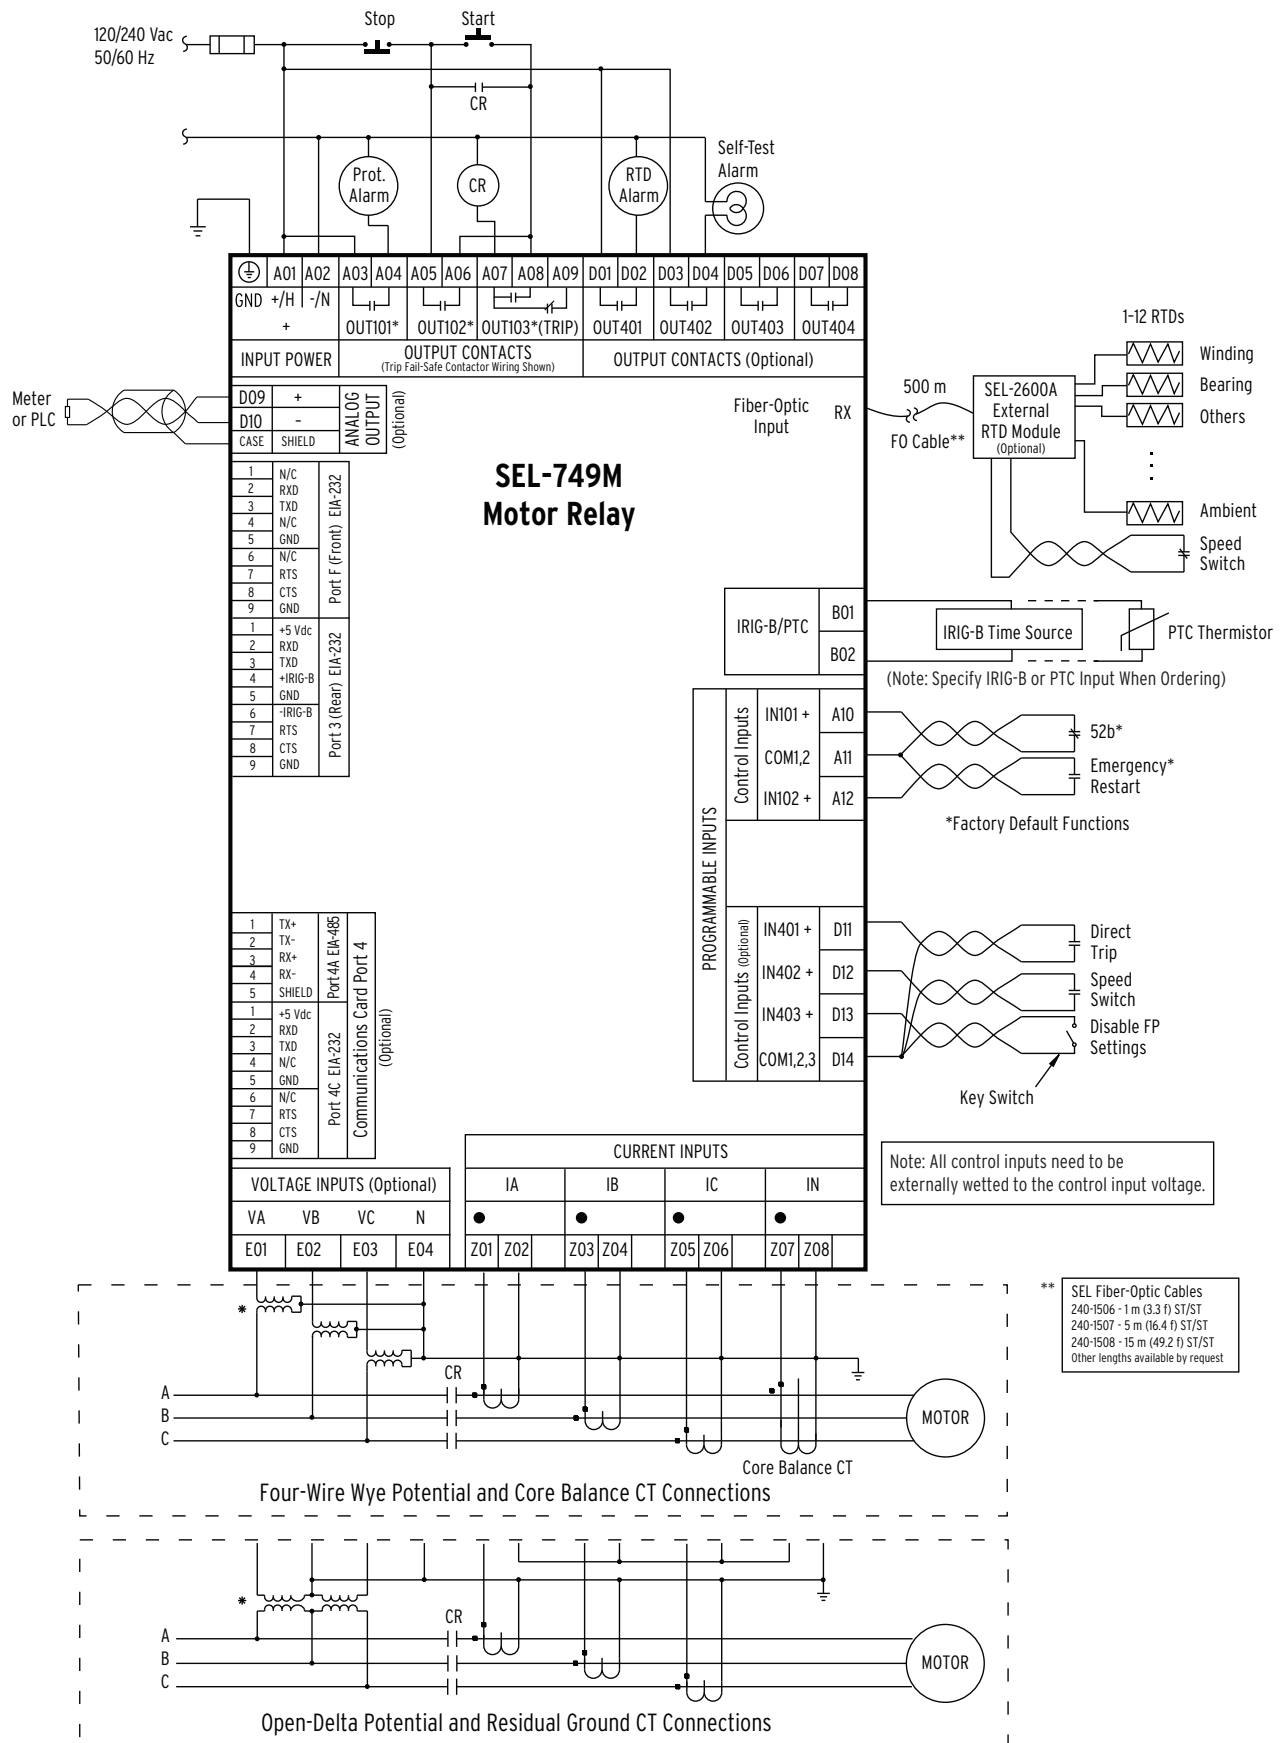 Stop
Start
120/240 Vac
50/60 Hz
CR
Self-Test
Alarm
Prot.
Alarm
CR
RTD
Alarm
A01 A02 A03 A04 A05 A06 A07 A08 A09 D01 D02 D03 D04 D05 D06 D07 D08
GND +/H -/N
+
OUT101* OUT102* OUT103*(TRIP) OUT401 OUT402 OUT403 OUT404
INPUT POWER
OUTPUT CONTACTS
(Trip Fail-Safe Contactor Wiring Shown)
OUTPUT CONTACTS (Optional)
Meter
or PLC
D09 +
D10 -
CASE SHIELD
ANALOG
OUTPUT
(Optional)
Fiber-Optic
Input
RX
500 m
FO Cable**
SEL-2600A
External
RTD Module
(Optional)
1-12 RTDs
Winding
Bearing
Others
Ambient
Speed
Switch
SEL-749M
Motor Relay
1 N/C
2 RXD
3 TXD
4 N/C
5 GND
6 N/C
7 RTS
8 CTS
9 GND
Port F (Front) EIA-232
1 +5 Vdc
2 RXD
3 TXD
4 +IRIG-B
5 GND
6 -IRIG-B
7 RTS
8 CTS
9 GND
Port 3 (Rear) EIA-232
IRIG-B/PTC
B01
B02
IRIG-B Time Source
PTC Thermistor
(Note: Specify IRIG-B or PTC Input When Ordering)
PROGRAMMABLE INPUTS
Control Inputs
IN101 + A10
COM1,2 A11
IN102 + A12
52b*
Emergency*
Restart
*Factory Default Functions
Control Inputs (Optional)
IN401 + D11
IN402 + D12
IN403 + D13
COM1,2,3 D14
Direct
Trip
Speed
Switch
Disable FP
Settings
Key Switch
1 TX+
2 TX-
3 RX+
4 RX-
5 SHIELD
Port4A EIA-485
1 +5 Vdc
2 RXD
3 TXD
4 N/C
5 GND
6 N/C
7 RTS
8 CTS
9 GND
Port 4C EIA-232
Communications Card Port 4
(Optional)
Note: All control inputs need to be
externally wetted to the control input voltage.
VOLTAGE INPUTS (Optional)
VA VB VC N
E01 E02 E03 E04
CURRENT INPUTS
IA IB IC IN
Z01 Z02 Z03 Z04 Z05 Z06 Z07 Z08
** SEL Fiber-Optic Cables
240-1506 - 1 m (3.3 f) ST/ST
240-1507 - 5 m (16.4 f) ST/ST
240-1508 - 15 m (49.2 f) ST/ST
Other lengths available by request
*
CR
A
B
C
MOTOR
Core Balance CT
Four-Wire Wye Potential and Core Balance CT Connections
*
CR
A
B
C
MOTOR
Open-Delta Potential and Residual Ground CT Connections